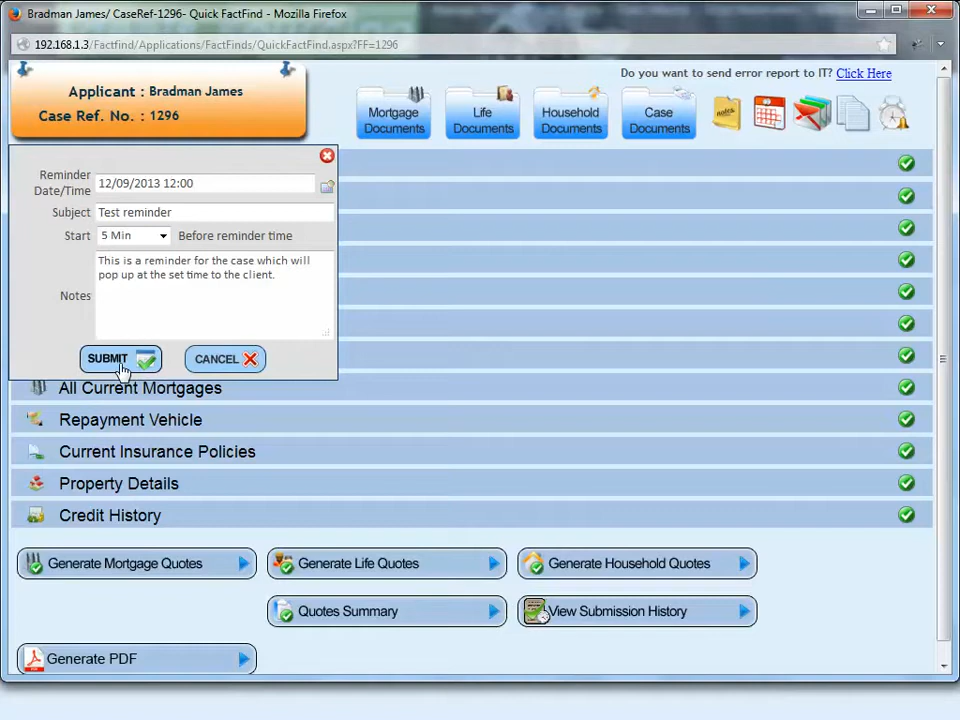 Bradman James/ CaseRef-1296- Quick FactFind - Mozilla Firefox
192.168.1.3/Factfind/Applications/FactFinds/QuickFactFind.aspx?FF=1296
Do you want to send error report to IT? Click Here
Applicant : Bradman James
Case Ref. No. : 1296
Mortgage Documents
Life Documents
Household Documents
Case Documents
Reminder Date/Time
12/09/2013 12:00
Subject
Test reminder
Start
5 Min
Before reminder time
Notes
This is a reminder for the case which will
pop up at the set time to the client.
SUBMIT
CANCEL
All Current Mortgages
Repayment Vehicle
Current Insurance Policies
Property Details
Credit History
Generate Mortgage Quotes
Generate Life Quotes
Generate Household Quotes
Quotes Summary
View Submission History
Generate PDF